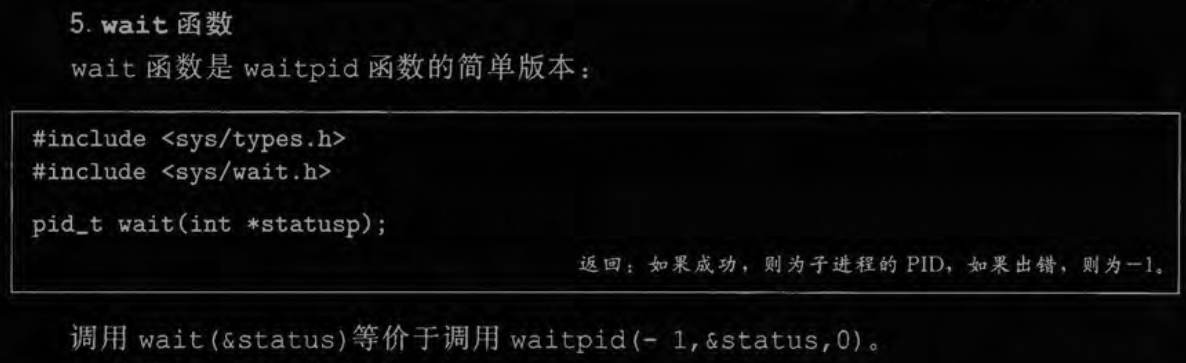 5. wait 函数
wait 函数是 waitpid 函数的简单版本：
#include <sys/types.h>
#include <sys/wait.h>
pid_t wait(int *statusp);
返回：如果成功，则为子进程的 PID，如果出错，则为－1。
调用 wait(&status)等价于调用 waitpid(- 1,&status,0)。